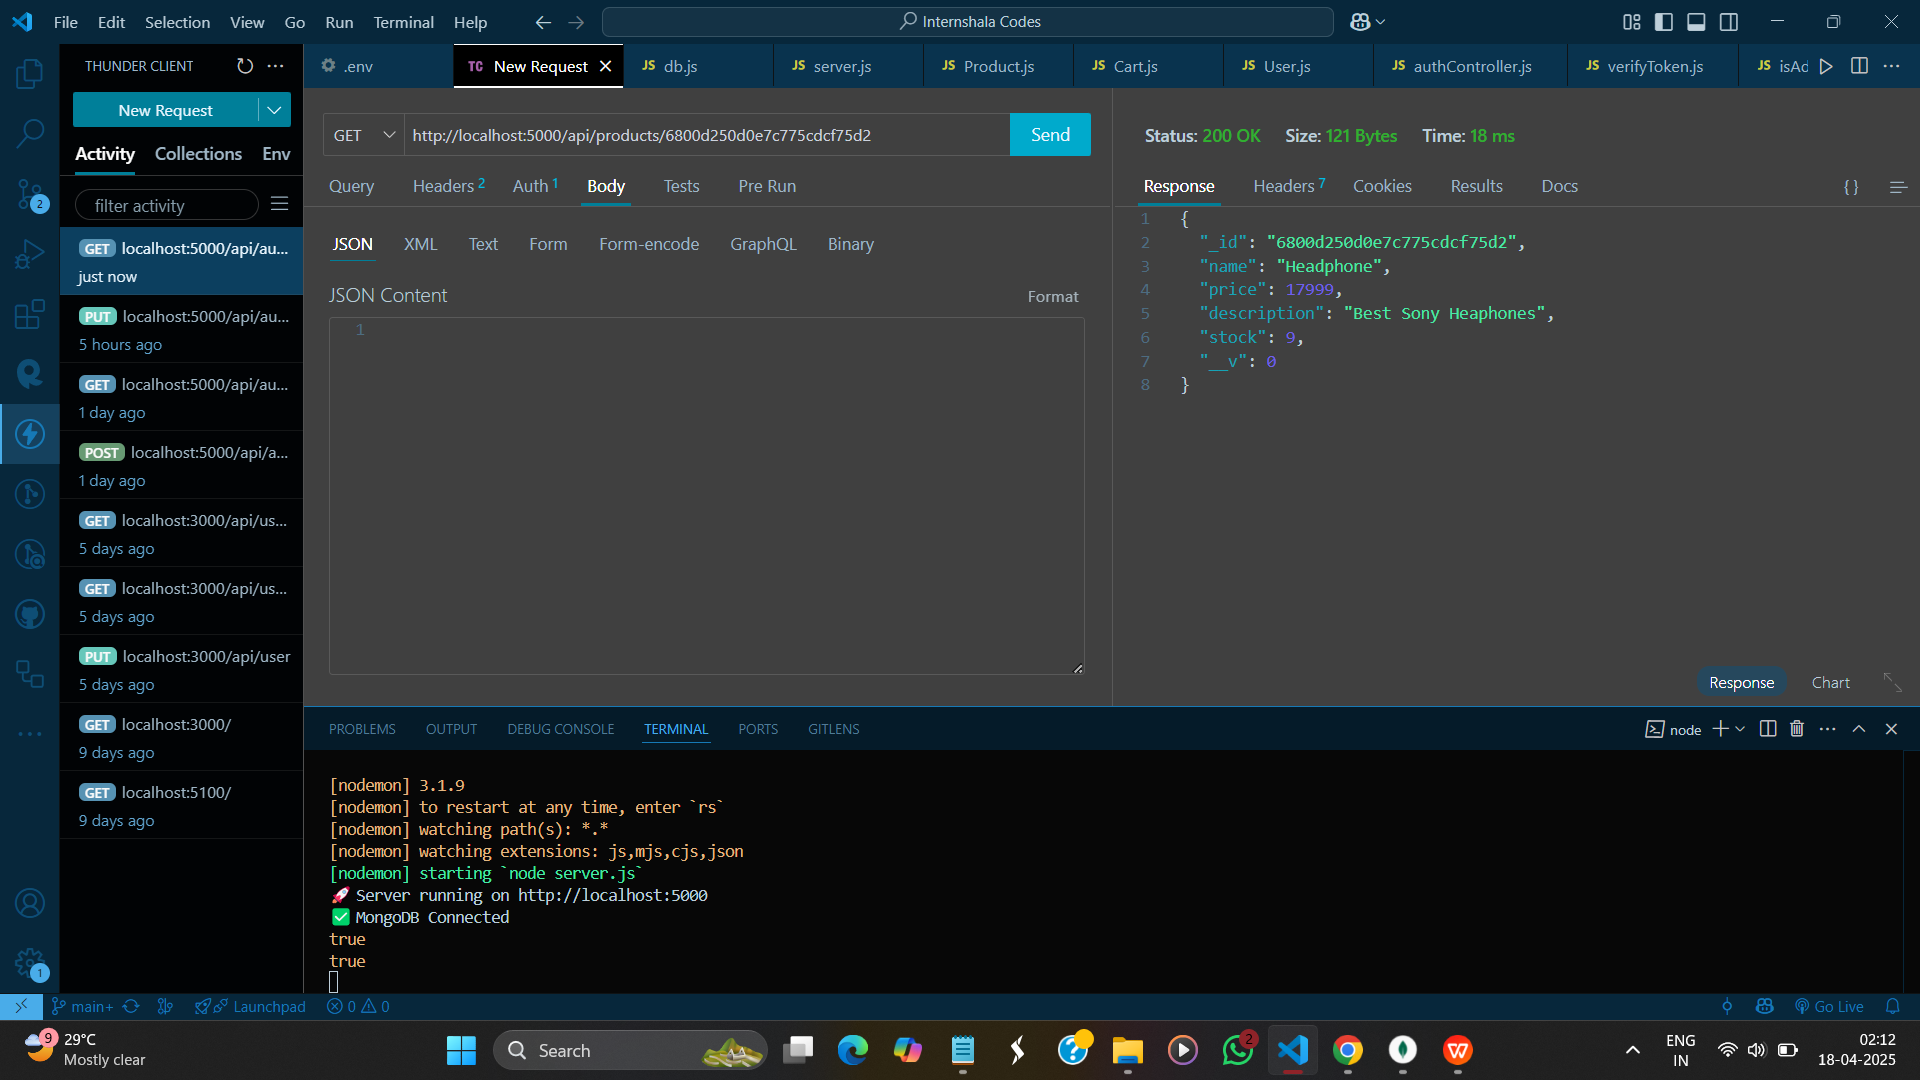 File Edit Selection View Go Run Terminal Help
Internshala Codes
THUNDER CLIENT
New Request
Activity Collections Env
filter activity
GET localhost:5000/api/au...
just now
PUT localhost:5000/api/au...
5 hours ago
GET localhost:5000/api/au...
1 day ago
POST localhost:5000/api/a...
1 day ago
GET localhost:3000/api/us...
5 days ago
GET localhost:3000/api/us...
5 days ago
PUT localhost:3000/api/user
5 days ago
GET localhost:3000/
9 days ago
GET localhost:5100/
9 days ago
2
1
.env
TC New Request
JS db.js
JS server.js
JS Product.js
JS Cart.js
JS User.js
JS authController.js
JS verifyToken.js
JS isAd
GET http://localhost:5000/api/products/6800d250d0e7c775cdcf75d2 Send
Query Headers 2 Auth 1 Body Tests Pre Run
JSON XML Text Form Form-encode GraphQL Binary
JSON Content Format
1
Status: 200 OK Size: 121 Bytes Time: 18 ms
Response Headers 7 Cookies Results Docs { }
1 {
2 "_id": "6800d250d0e7c775cdcf75d2",
3 "name": "Headphone",
4 "price": 17999,
5 "description": "Best Sony Heaphones",
6 "stock": 9,
7 "__v": 0
8 }
Response Chart
PROBLEMS OUTPUT DEBUG CONSOLE TERMINAL PORTS GITLENS
node
[nodemon] 3.1.9
[nodemon] to restart at any time, enter `rs`
[nodemon] watching path(s): *.*
[nodemon] watching extensions: js,mjs,cjs,json
[nodemon] starting `node server.js`
🚀 Server running on http://localhost:5000
✅ MongoDB Connected
true
true
main+ Launchpad 0 0 Go Live
9
29°C
Mostly clear
Search
2
ENG
IN
02:12
18-04-2025